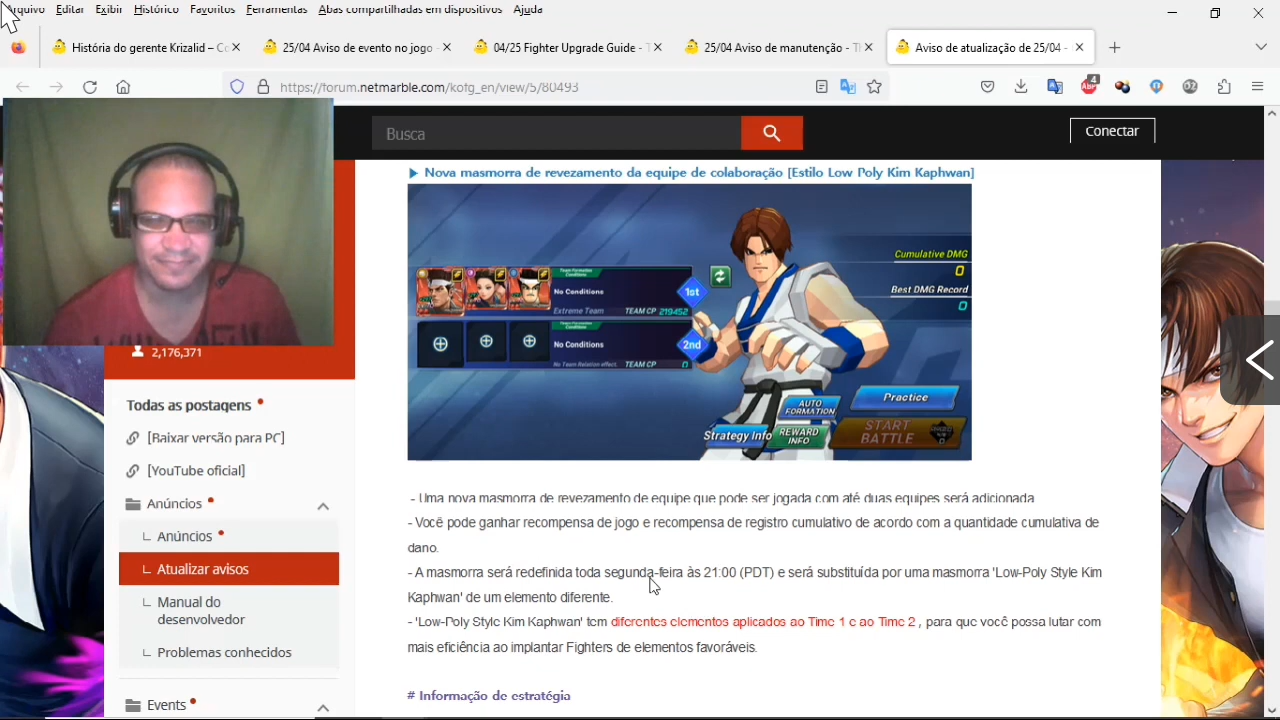 Arquivo Editar Exibir Histórico Favoritos Ferramentas Abas compartilhadas em dispositivos Ajuda
História do gerente Krizalid – Co
25/04 Aviso de evento no jogo -
04/25 Fighter Upgrade Guide - T
25/04 Aviso de manutenção - Th
Aviso de atualização de 25/04 -
https://forum.netmarble.com/kofg_en/view/5/80493
4
Busca
Conectar
▶ Nova masmorra de revezamento da equipe de colaboração [Estilo Low Poly Kim Kaphwan]
Cumulative DMG
0
Best DMG Record
0
Team Formation Conditions
No Conditions
Extreme Team TEAM CP 219452
1st
Team Formation Conditions
No Conditions
No Team Relation effect. TEAM CP 0
2nd
Practice
AUTO FORMATION
Strategy Info
REWARD INFO
START BATTLE
2,176,371
Todas as postagens
[Baixar versão para PC]
[YouTube oficial]
Anúncios
Anúncios
Atualizar avisos
Manual do
desenvolvedor
Problemas conhecidos
Events
- Uma nova masmorra de revezamento de equipe que pode ser jogada com até duas equipes será adicionada
- Você pode ganhar recompensa de jogo e recompensa de registro cumulativo de acordo com a quantidade cumulativa de
dano.
- A masmorra será redefinida toda segunda-feira às 21:00 (PDT) e será substituída por uma masmorra 'Low-Poly Style Kim
Kaphwan' de um elemento diferente.
- 'Low-Poly Style Kim Kaphwan' tem diferentes elementos aplicados ao Time 1 e ao Time 2 , para que você possa lutar com
mais eficiência ao implantar Fighters de elementos favoráveis.
# Informação de estratégia